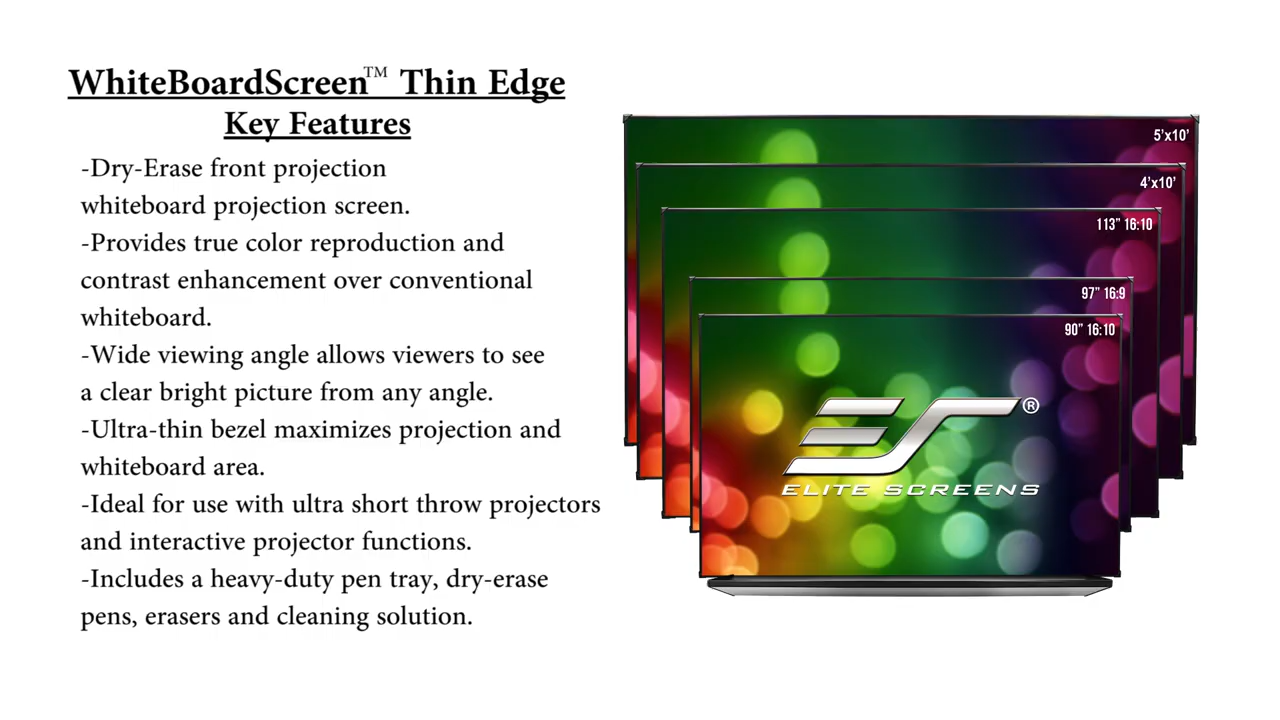 WhiteBoardScreen™ Thin Edge
Key Features
-Dry-Erase front projection
whiteboard projection screen.
-Provides true color reproduction and
contrast enhancement over conventional
whiteboard.
-Wide viewing angle allows viewers to see
a clear bright picture from any angle.
-Ultra-thin bezel maximizes projection and
whiteboard area.
-Ideal for use with ultra short throw projectors
and interactive projector functions.
-Includes a heavy-duty pen tray, dry-erase
pens, erasers and cleaning solution.
5'x10'
4'x10'
113" 16:10
97" 16:9
90" 16:10
ES®
ELITE SCREENS